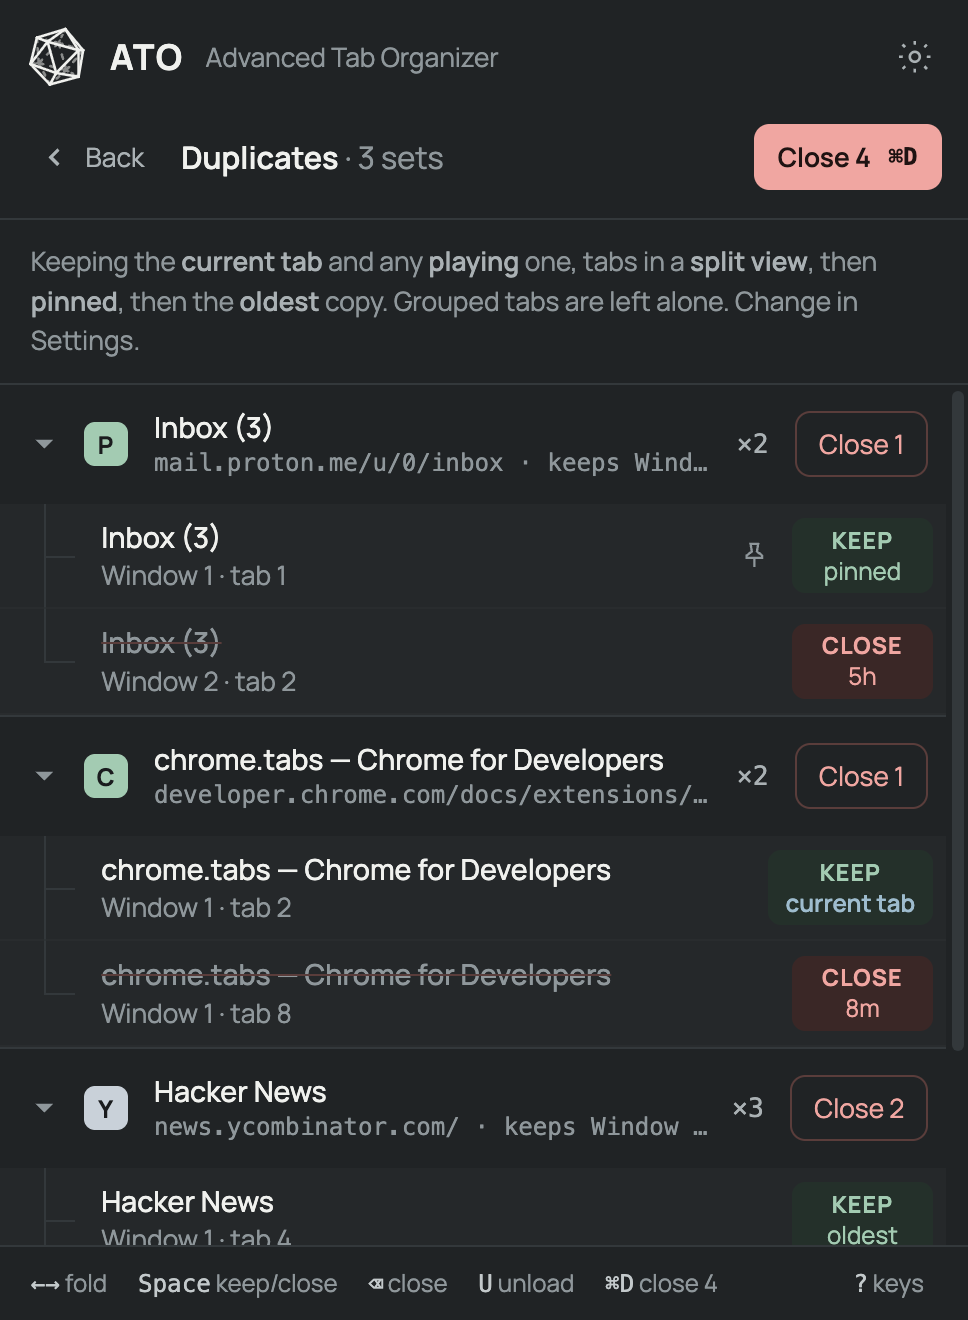 ATO Advanced Tab Organizer
Back Duplicates · 3 sets Close 4 ⌘D
Keeping the current tab and any playing one, tabs in a split view, then
pinned, then the oldest copy. Grouped tabs are left alone. Change in
Settings.
P Inbox (3) ×2 Close 1
mail.proton.me/u/0/inbox · keeps Wind…
Inbox (3) KEEP
Window 1 · tab 1 pinned
Inbox (3) CLOSE
Window 2 · tab 2 5h
C chrome.tabs — Chrome for Developers ×2 Close 1
developer.chrome.com/docs/extensions/…
chrome.tabs — Chrome for Developers KEEP
Window 1 · tab 2 current tab
chrome.tabs — Chrome for Developers CLOSE
Window 1 · tab 8 8m
Y Hacker News ×3 Close 2
news.ycombinator.com/ · keeps Window …
Hacker News KEEP
Window 1 · tab 4 oldest
←→ fold Space keep/close ⌫ close U unload ⌘D close 4 ? keys